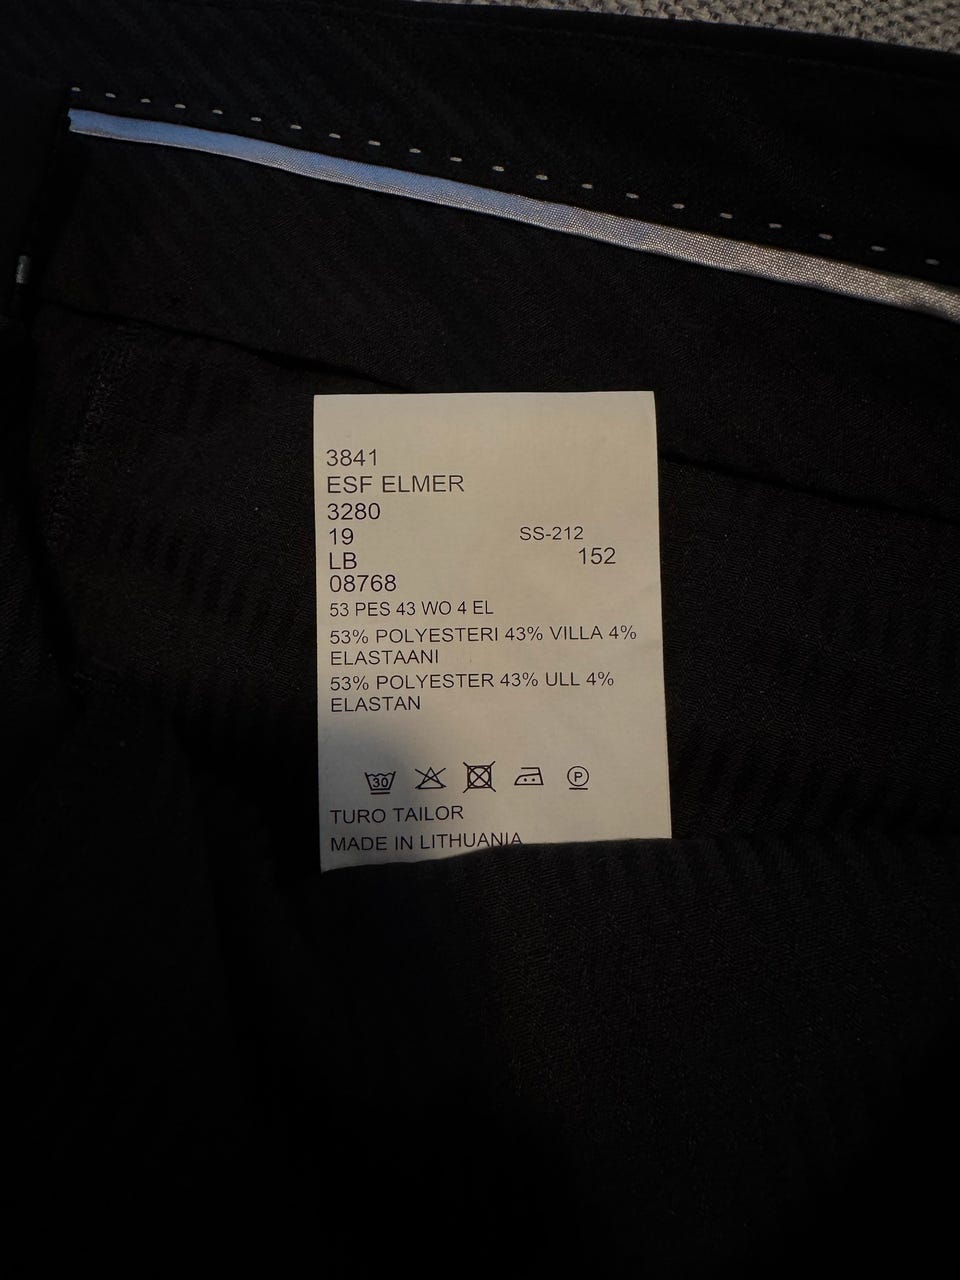 3841
ESF ELMER
3280
19 SS-212
LB 152
08768
53 PES 43 WO 4 EL
53% POLYESTERI 43% VILLA 4%
ELASTAANI
53% POLYESTER 43% ULL 4%
ELASTAN
30 P
TURO TAILOR
MADE IN LITHUANIA